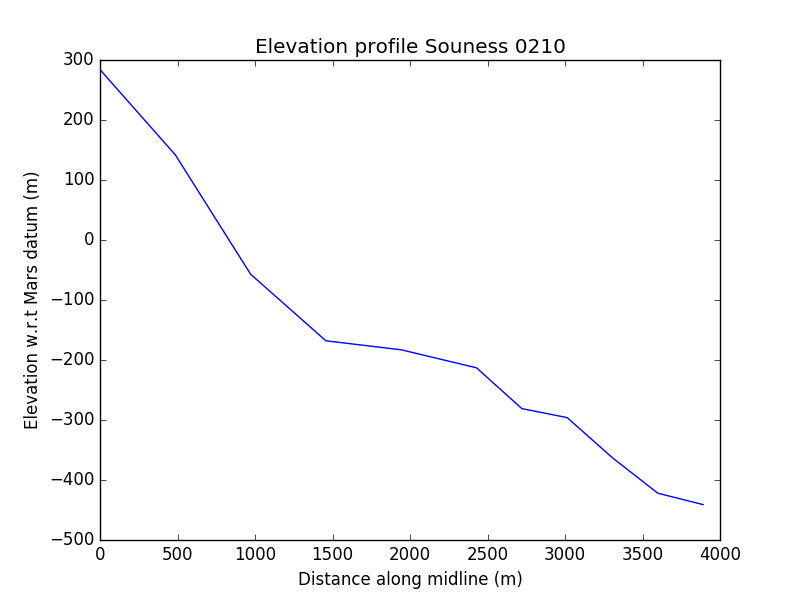 Elevation profile Souness 0210
300
200
100
0
−100
−200
−300
−400
−500
Elevation w.r.t Mars datum (m)
0 500 1000 1500 2000 2500 3000 3500 4000
Distance along midline (m)